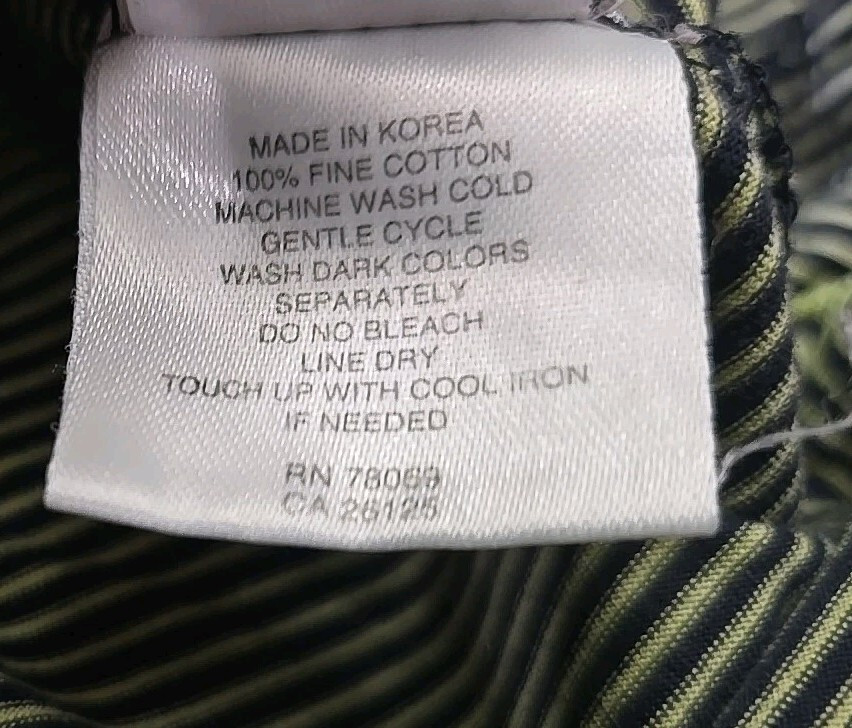 MADE IN KOREA
100% FINE COTTON
MACHINE WASH COLD
GENTLE CYCLE
WASH DARK COLORS
SEPARATELY
DO NO BLEACH
LINE DRY
TOUCH UP WITH COOL IRON
IF NEEDED
RN 78069
CA 26125